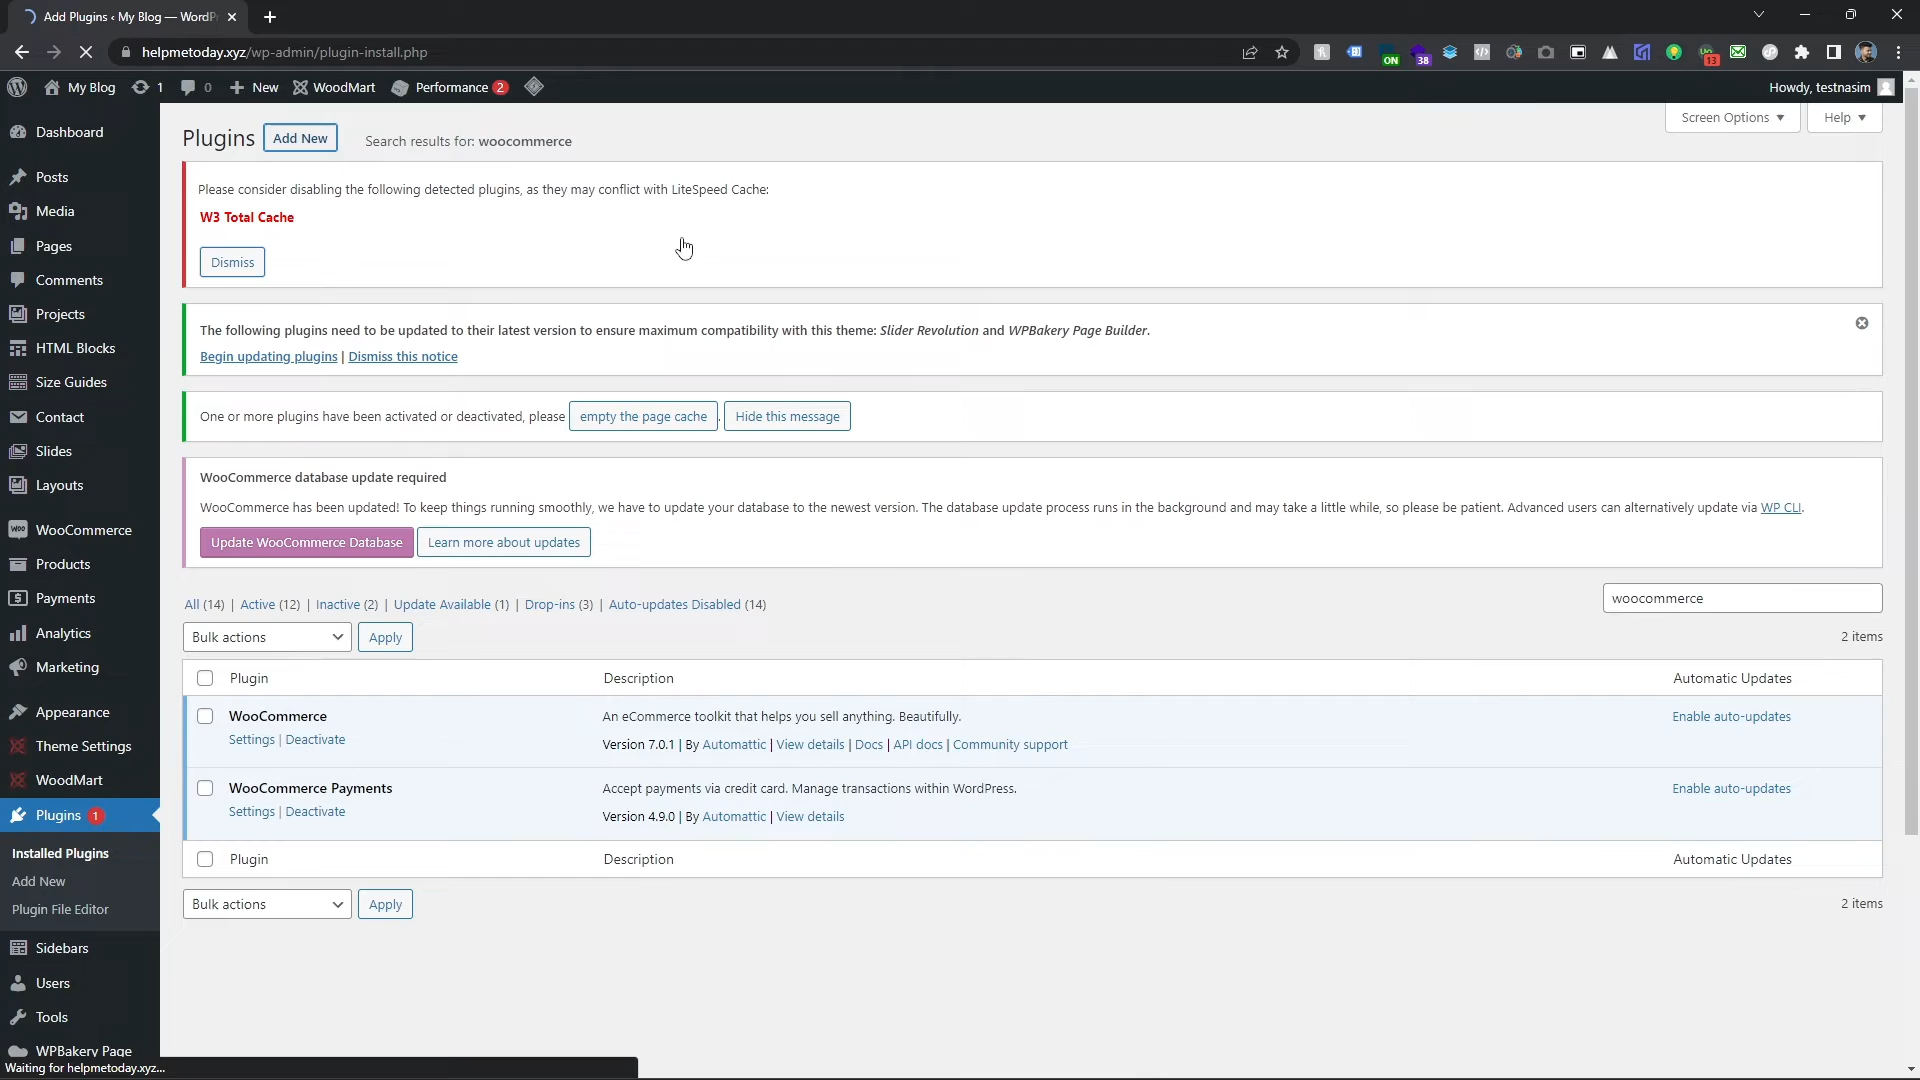 Add Plugins ‹ My Blog — WordPr
helpmetoday.xyz/wp-admin/plugin-install.php
ON
38
13
My Blog
1
0
New
WoodMart
Performance 2
Howdy, testnasim
Dashboard
Posts
Media
Pages
Comments
Projects
HTML Blocks
Size Guides
Contact
Slides
Layouts
WooCommerce
Products
Payments
Analytics
Marketing
Appearance
Theme Settings
WoodMart
Plugins 1
Installed Plugins
Add New
Plugin File Editor
Sidebars
Users
Tools
WPBakery Page
Waiting for helpmetoday.xyz...
Screen Options
Help
Plugins Add New Search results for: woocommerce
Please consider disabling the following detected plugins, as they may conflict with LiteSpeed Cache:
W3 Total Cache
Dismiss
The following plugins need to be updated to their latest version to ensure maximum compatibility with this theme: Slider Revolution and WPBakery Page Builder.
Begin updating plugins | Dismiss this notice
One or more plugins have been activated or deactivated, please empty the page cache. Hide this message
WooCommerce database update required
WooCommerce has been updated! To keep things running smoothly, we have to update your database to the newest version. The database update process runs in the background and may take a little while, so please be patient. Advanced users can alternatively update via WP CLI.
Update WooCommerce Database Learn more about updates
All (14) | Active (12) | Inactive (2) | Update Available (1) | Drop-ins (3) | Auto-updates Disabled (14)
woocommerce
Bulk actions Apply
2 items
Plugin Description Automatic Updates
WooCommerce An eCommerce toolkit that helps you sell anything. Beautifully. Enable auto-updates
Settings | Deactivate Version 7.0.1 | By Automattic | View details | Docs | API docs | Community support
WooCommerce Payments Accept payments via credit card. Manage transactions within WordPress. Enable auto-updates
Settings | Deactivate Version 4.9.0 | By Automattic | View details
Plugin Description Automatic Updates
Bulk actions Apply
2 items